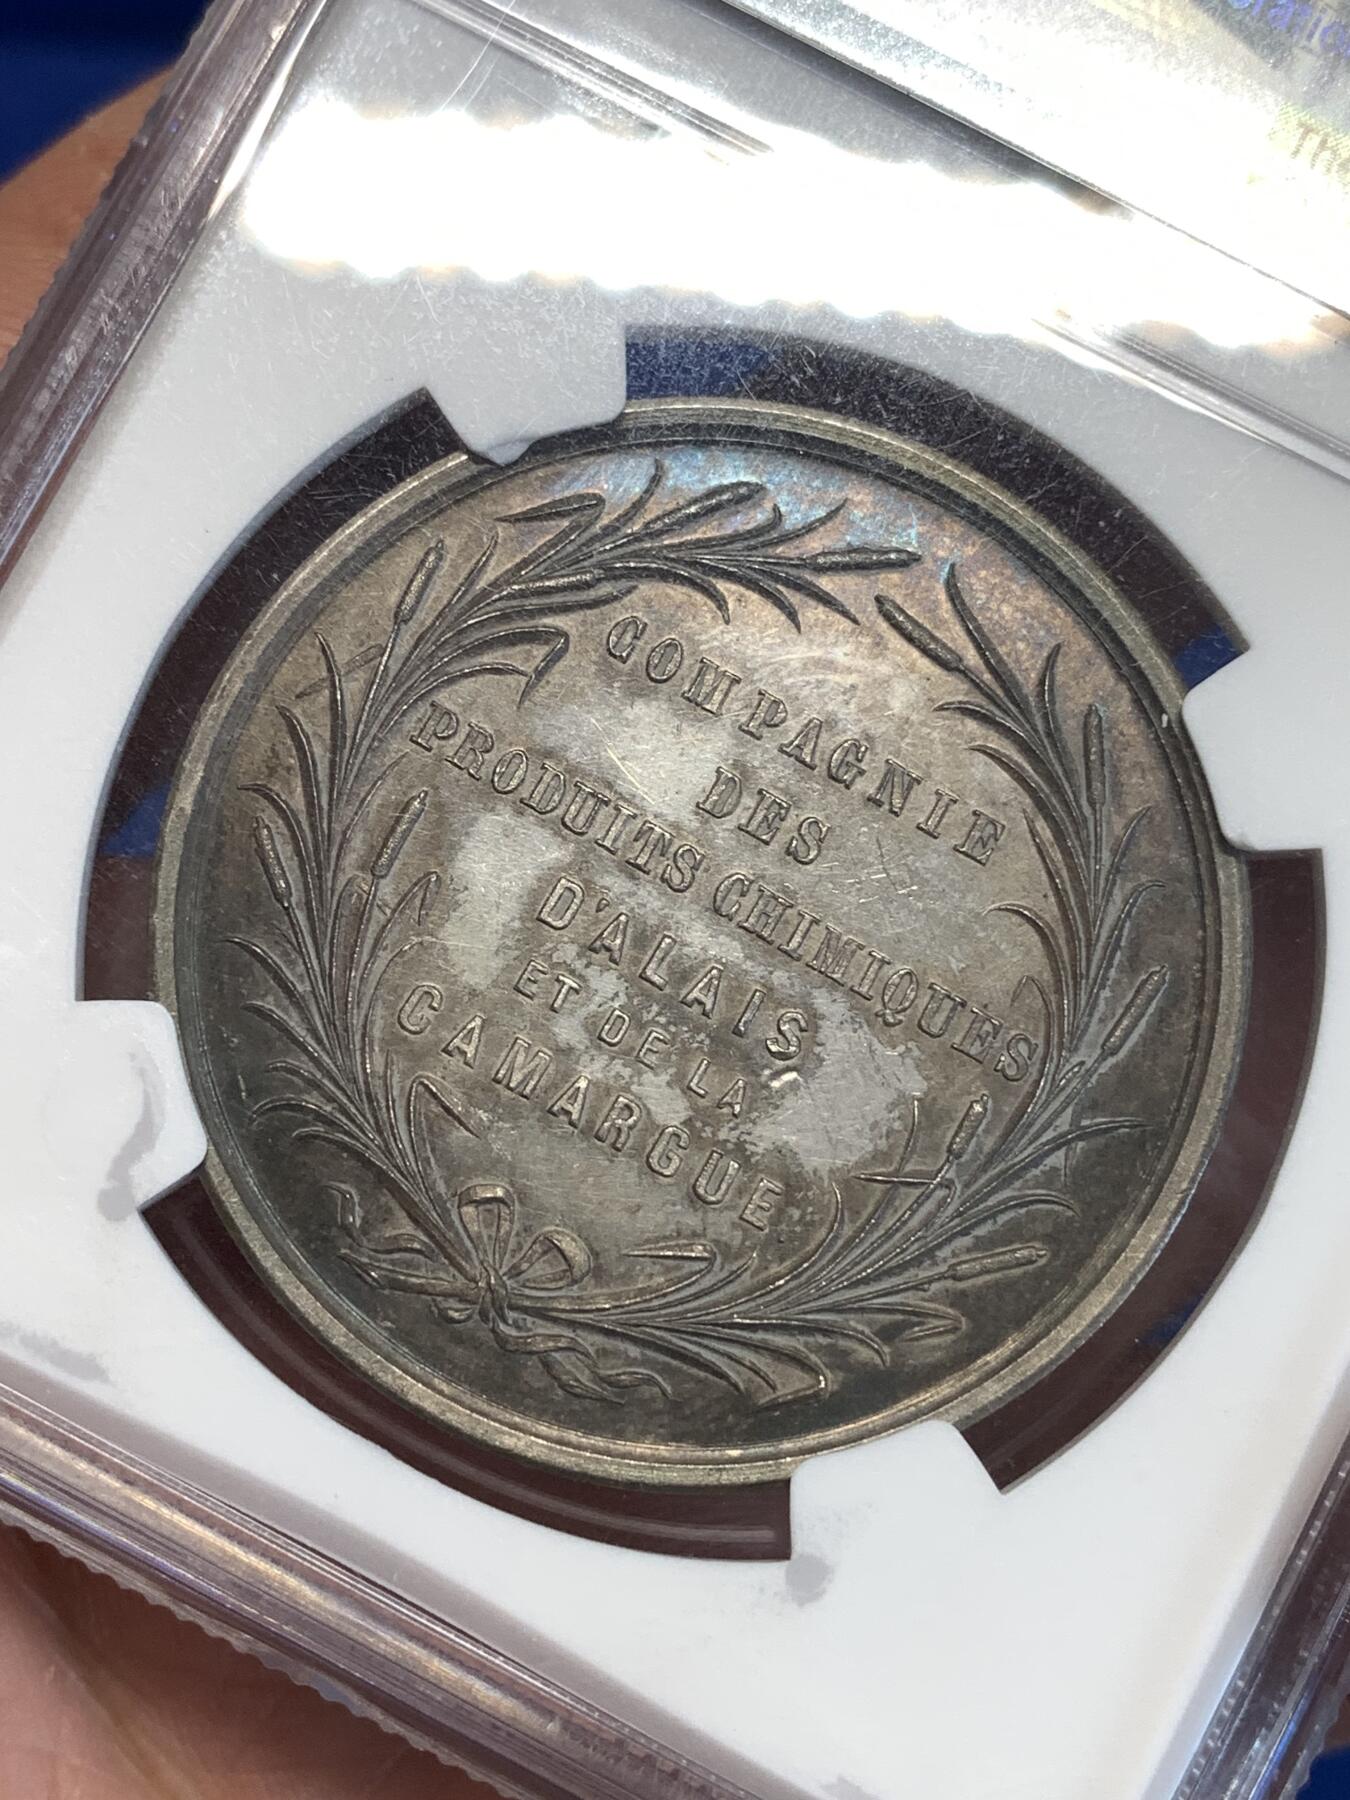 COMPAGNIE
DES
PRODUITS CHIMIQUES
D'ALAIS
ET DE LA
CAMARGUE